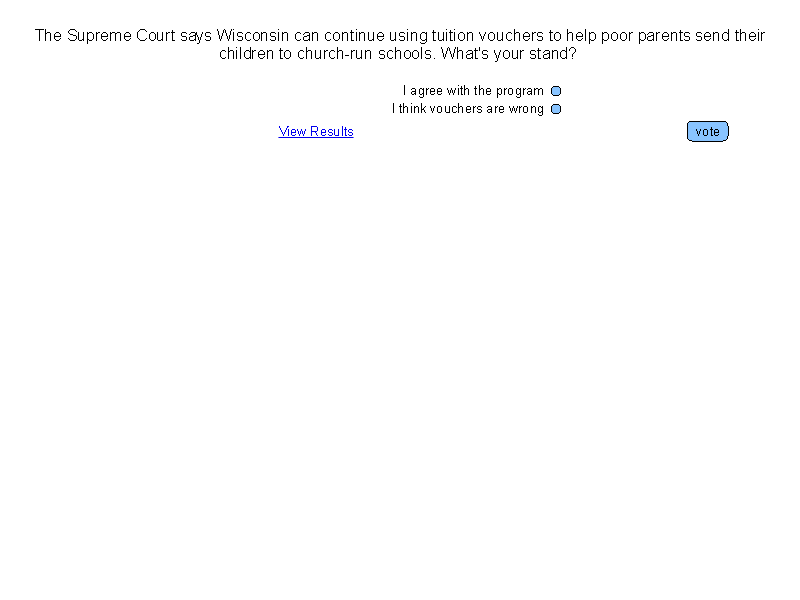 The Supreme Court says Wisconsin can continue using tuition vouchers to help poor parents send their
children to church-run schools. What's your stand?
I agree with the program
I think vouchers are wrong
View Results
vote